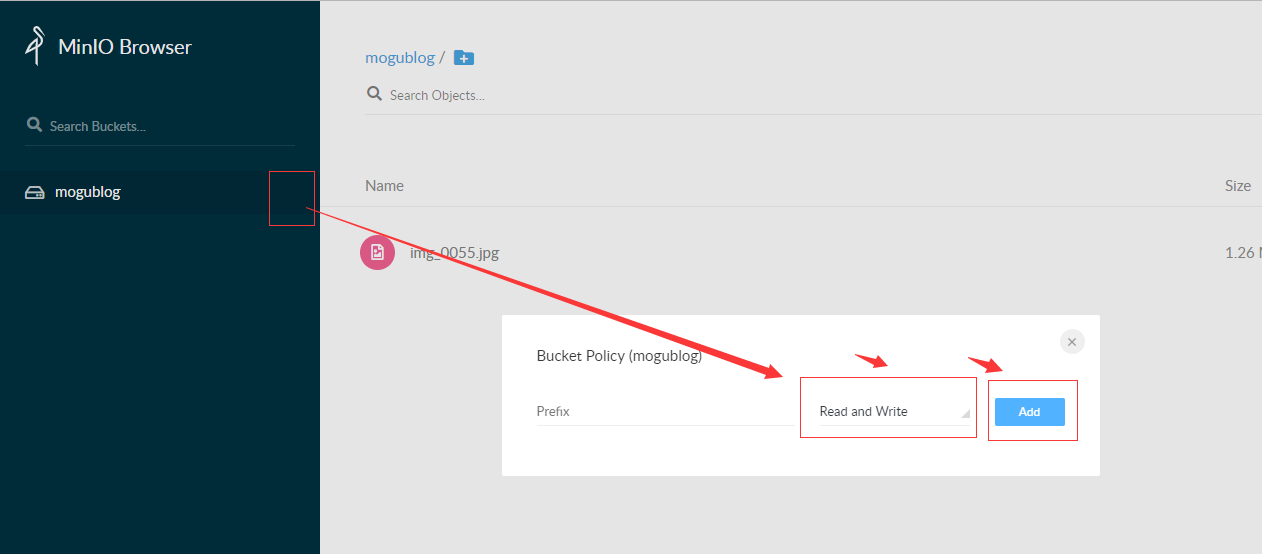 MinIO Browser
Search Buckets...
mogublog
mogublog /
Search Objects...
Name
Size
img_0055.jpg
1.26
Bucket Policy (mogublog)
Prefix
Read and Write
Add